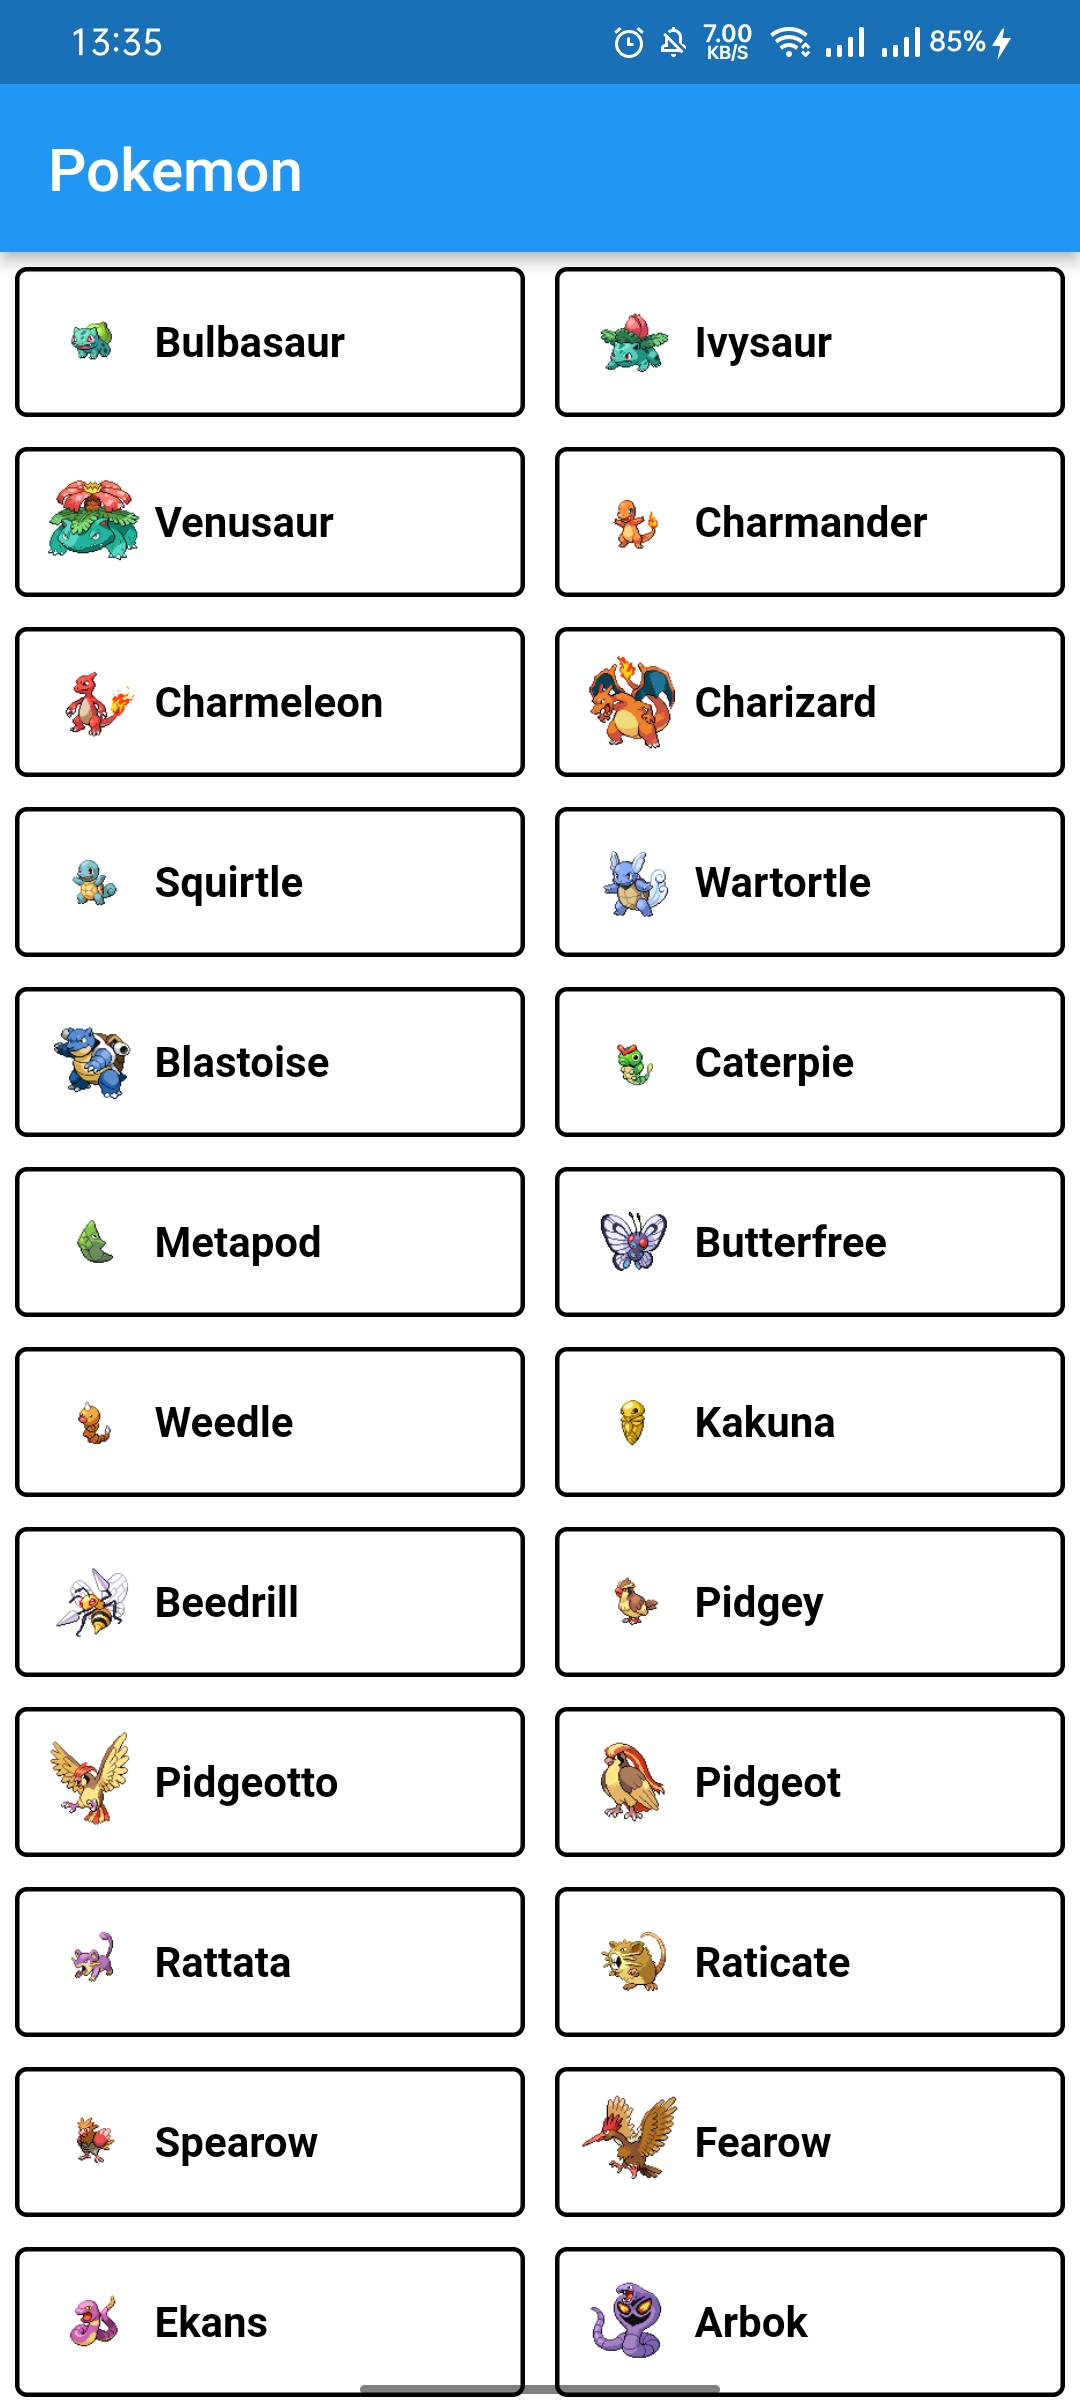 13:35
7.00
KB/S
85%
Pokemon
Bulbasaur
Ivysaur
Venusaur
Charmander
Charmeleon
Charizard
Squirtle
Wartortle
Blastoise
Caterpie
Metapod
Butterfree
Weedle
Kakuna
Beedrill
Pidgey
Pidgeotto
Pidgeot
Rattata
Raticate
Spearow
Fearow
Ekans
Arbok